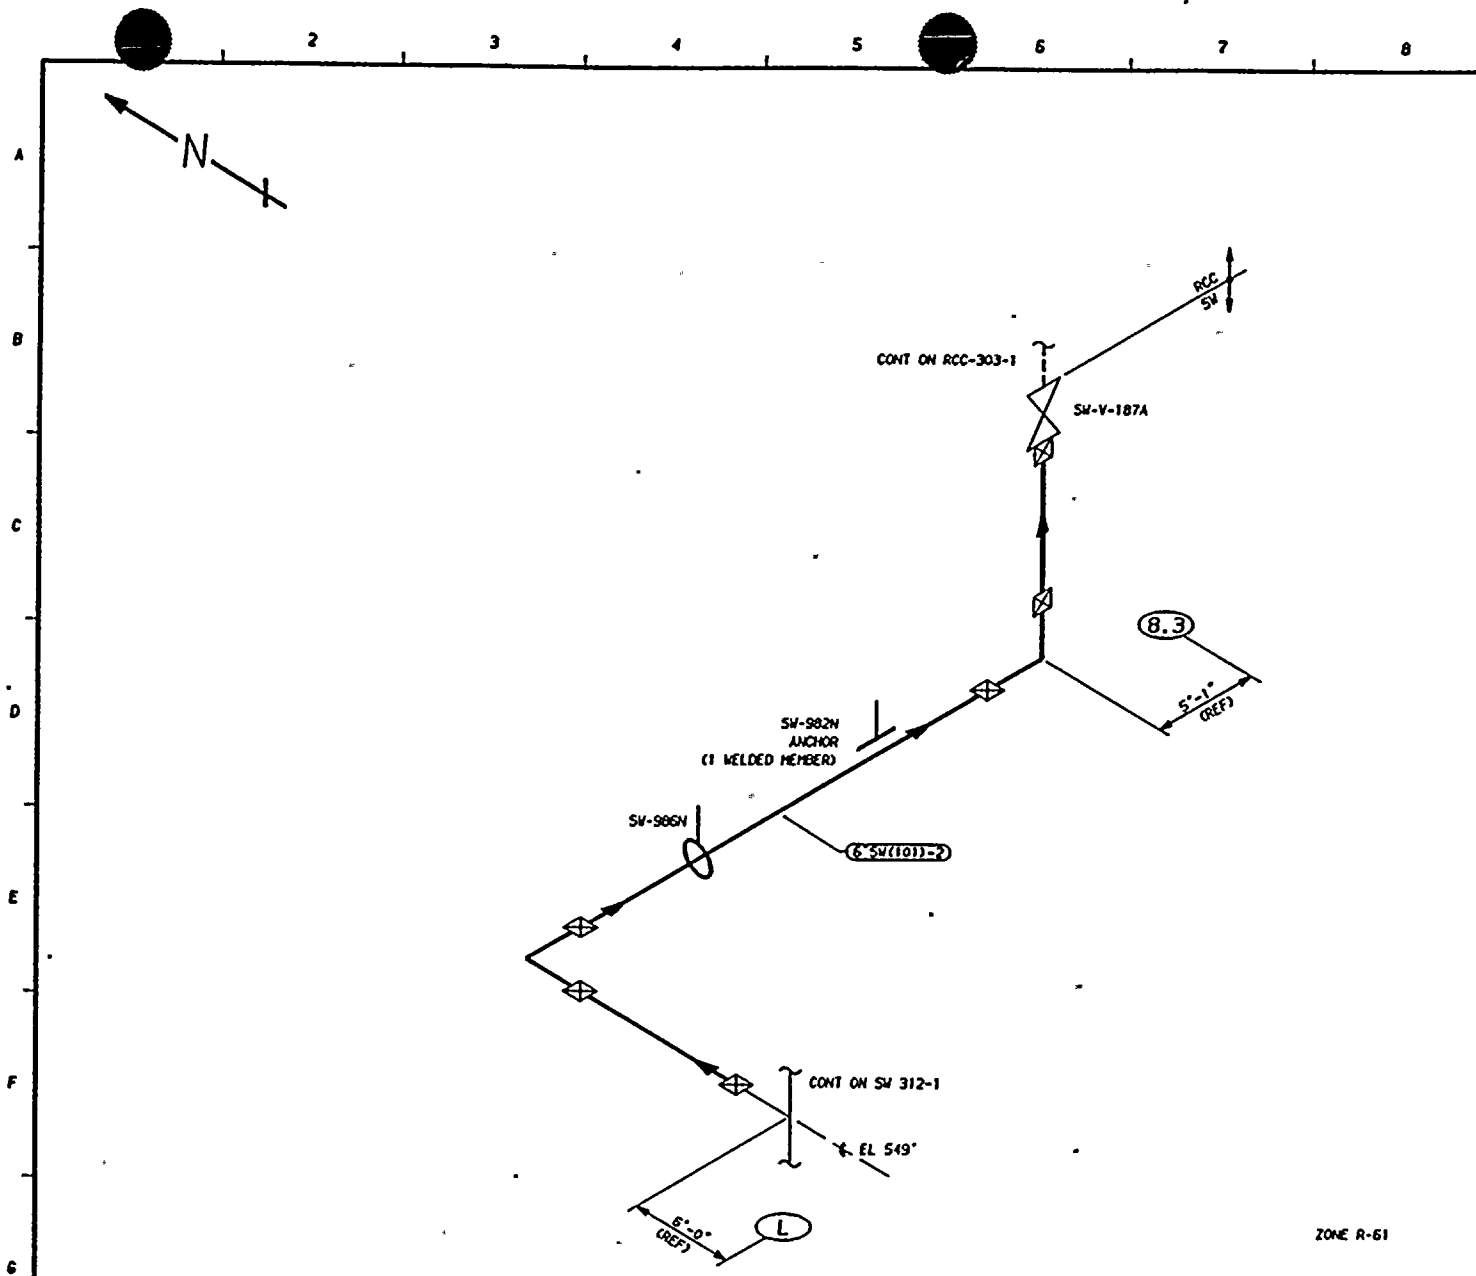 2 3 4 5 6 7 8
A
N
RCC
SW
B
CONT ON RCC-303-1
SW-V-187A
C
8.3
5'-1"
(REF)
D
SW-982N
ANCHOR
(1 WELDED MEMBER)
SW-986N
6"SW(101)-2
E
F
CONT ON SW 312-1
℄ EL 549'
6'-0"
(REF)
L
ZONE R-61
G